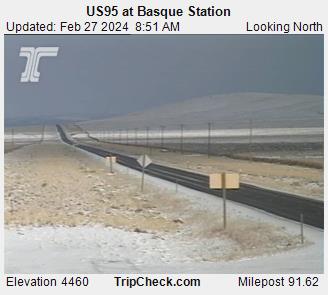 US95 at Basque Station
Updated: Feb 27 2024 8:51 AM Looking North
Elevation 4460 TripCheck.com Milepost 91.62